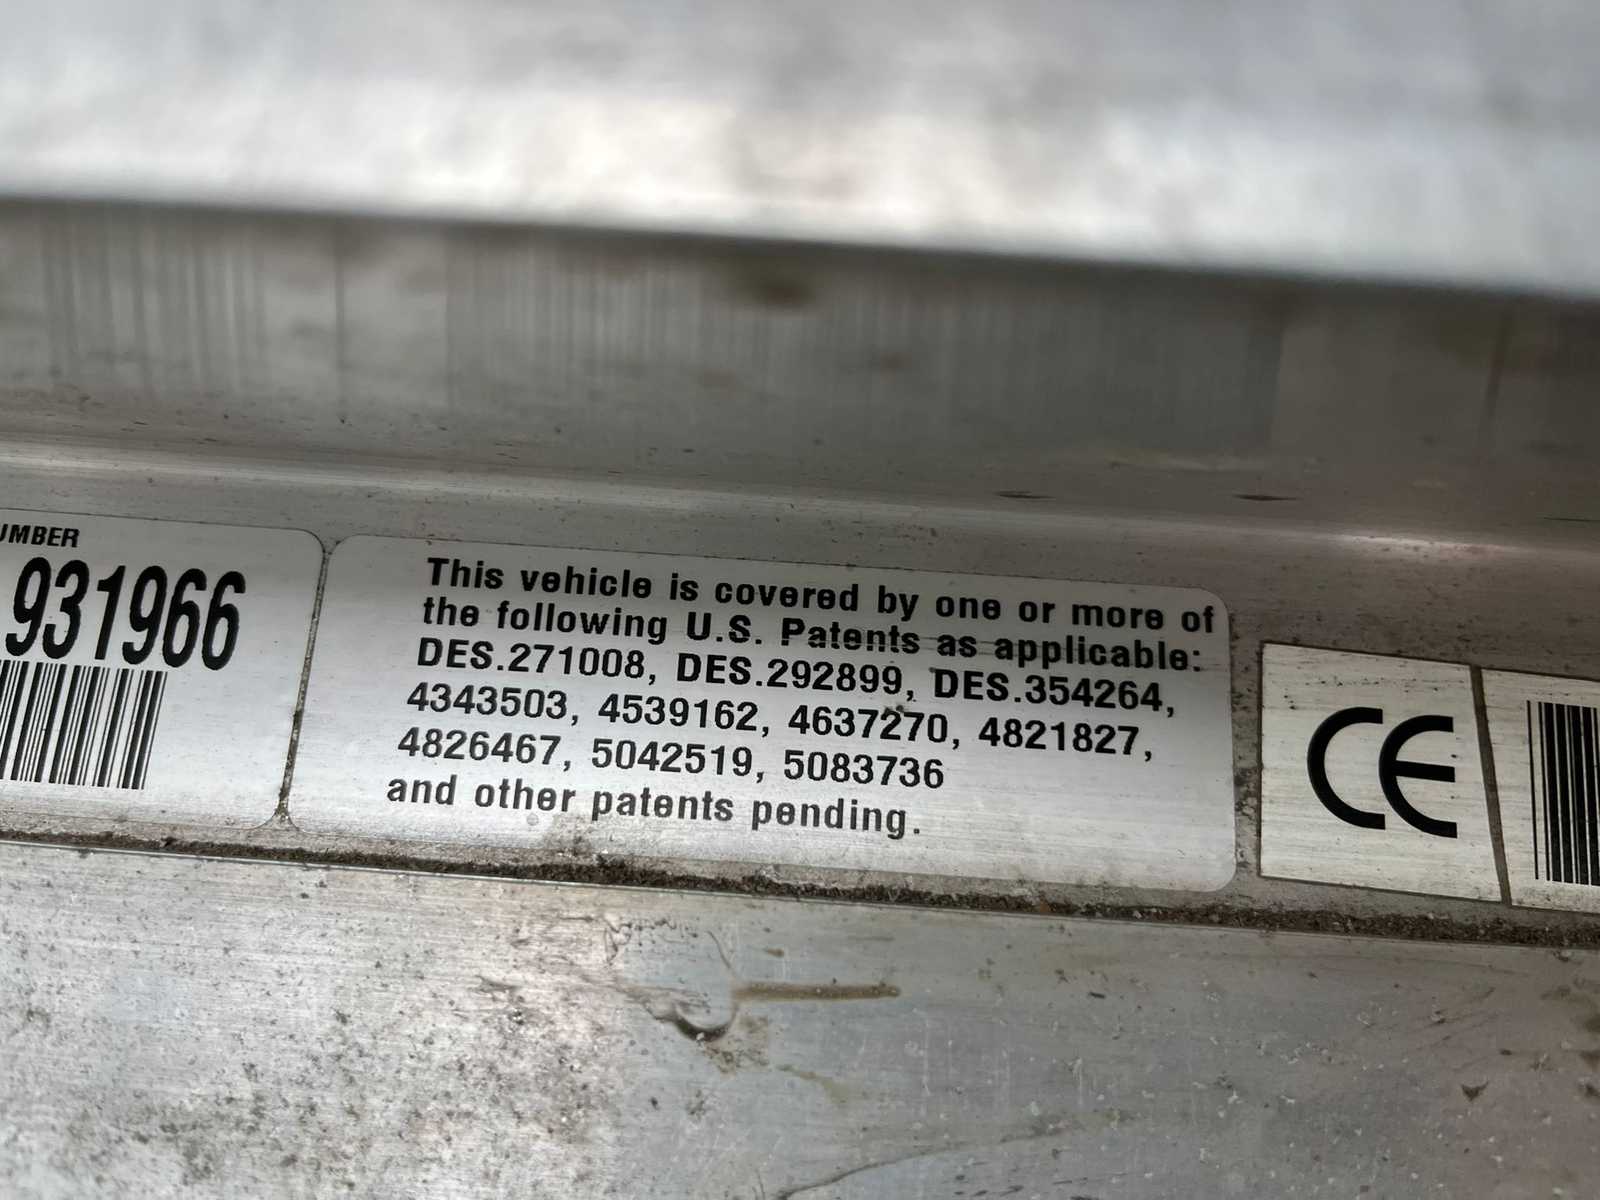 931966
This vehicle is covered by one or more of
the following U.S. Patents as applicable:
DES.271008, DES.292899, DES.354264,
4343503, 4539162, 4637270, 4821827,
4826467, 5042519, 5083736
and other patents pending.
CE